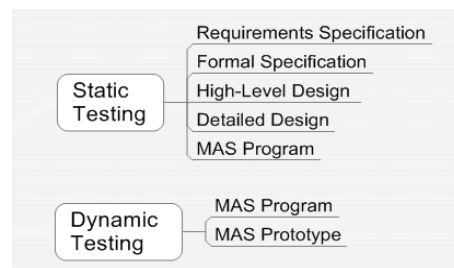 Requirements Specification
Formal Specification
Static
Testing
High-Level Design
Detailed Design
MAS Program
Dynamic
Testing
MAS Program
MAS Prototype